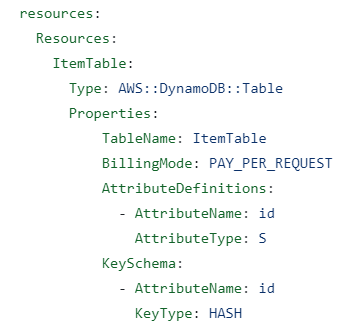 resources:
  Resources:
    ItemTable:
      Type: AWS::DynamoDB::Table
      Properties:
          TableName: ItemTable
          BillingMode: PAY_PER_REQUEST
          AttributeDefinitions:
            - AttributeName: id
              AttributeType: S
          KeySchema:
            - AttributeName: id
              KeyType: HASH